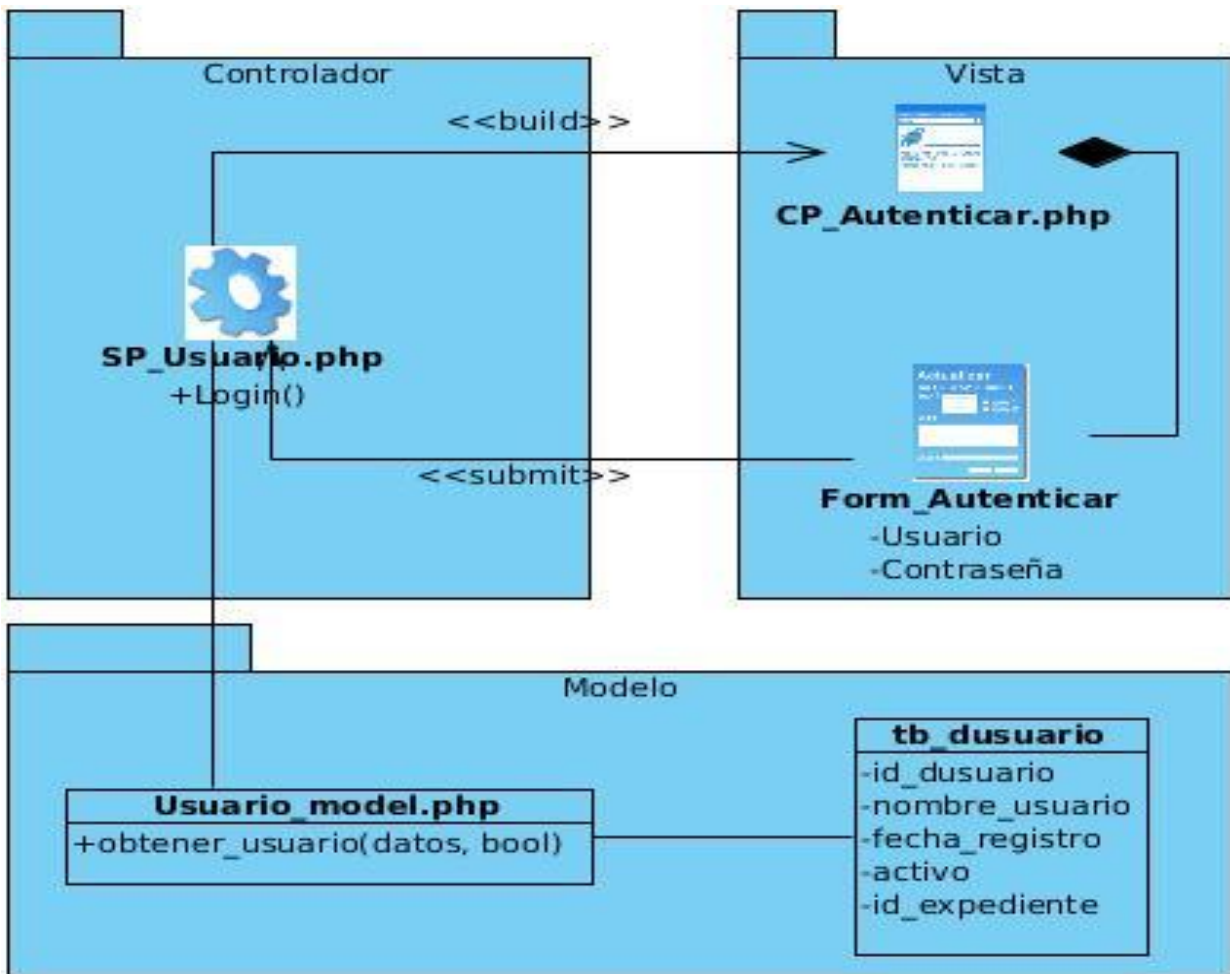 Controlador
<<build>>
SP_Usuario.php
+Login()
<<submit>>
Vista
CP_Autenticar.php
Actualizar
Form_Autenticar
-Usuario
-Contraseña
Modelo
Usuario_model.php
+obtener_usuario(datos, bool)
tb_dusuario
-id_dusuario
-nombre_usuario
-fecha_registro
-activo
-id_expediente